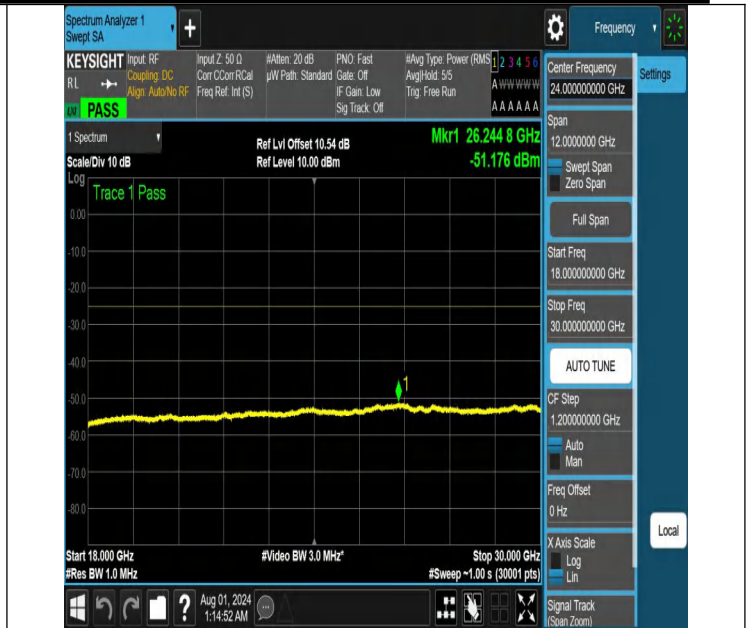 Spectrum Analyzer 1
Swept SA
+
Frequency
KEYSIGHT
RL
PASS
Input: RF
Coupling: DC
Align: Auto/No RF
Input Z: 50 Ω
Corr CCorr RCal
Freq Ref: Int (S)
#Atten: 20 dB
µW Path: Standard
PNO: Fast
Gate: Off
IF Gain: Low
Sig Track: Off
#Avg Type: Power (RMS
Avg|Hold: 5/5
Trig: Free Run
1 2 3 4 5 6
A W W W W W
A A A A A A
1 Spectrum
Scale/Div 10 dB
Ref Lvl Offset 10.54 dB
Ref Level 10.00 dBm
Mkr1 26.244 8 GHz
-51.176 dBm
Log
Trace 1 Pass
0.00
-10.0
-20.0
-30.0
-40.0
-50.0
-60.0
-70.0
-80.0
1
Start 18.000 GHz
#Res BW 1.0 MHz
#Video BW 3.0 MHz*
Stop 30.000 GHz
#Sweep ~1.00 s (30001 pts)
Center Frequency
24.000000000 GHz
Settings
Span
12.0000000 GHz
Swept Span
Zero Span
Full Span
Start Freq
18.000000000 GHz
Stop Freq
30.000000000 GHz
AUTO TUNE
CF Step
1.200000000 GHz
Auto
Man
Freq Offset
0 Hz
X Axis Scale
Log
Lin
Local
Signal Track
(Span Zoom)
?
Aug 01, 2024
1:14:52 AM